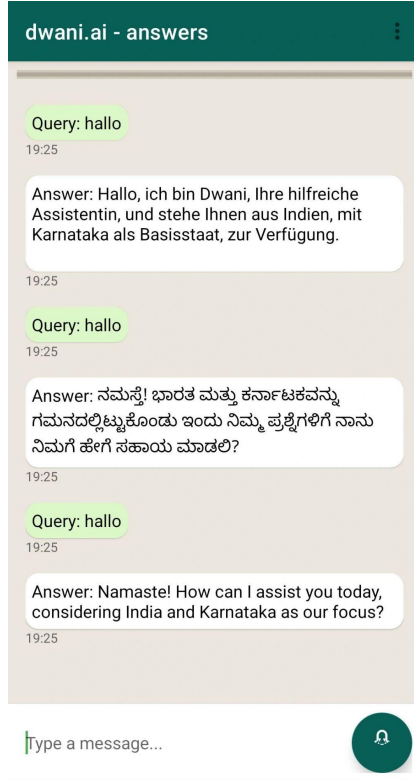 dwani.ai - answers
Query: hallo
19:25
Answer: Hallo, ich bin Dwani, Ihre hilfreiche
Assistentin, und stehe Ihnen aus Indien, mit
Karnataka als Basisstaat, zur Verfügung.
19:25
Query: hallo
19:25
Answer: ನಮಸ್ತೆ! ಭಾರತ ಮತ್ತು ಕರ್ನಾಟಕವನ್ನು
ಗಮನದಲ್ಲಿಟ್ಟುಕೊಂಡು ಇಂದು ನಿಮ್ಮ ಪ್ರಶ್ನೆಗಳಿಗೆ ನಾನು
ನಿಮಗೆ ಹೇಗೆ ಸಹಾಯ ಮಾಡಲಿ?
19:25
Query: hallo
19:25
Answer: Namaste! How can I assist you today,
considering India and Karnataka as our focus?
19:25
Type a message...